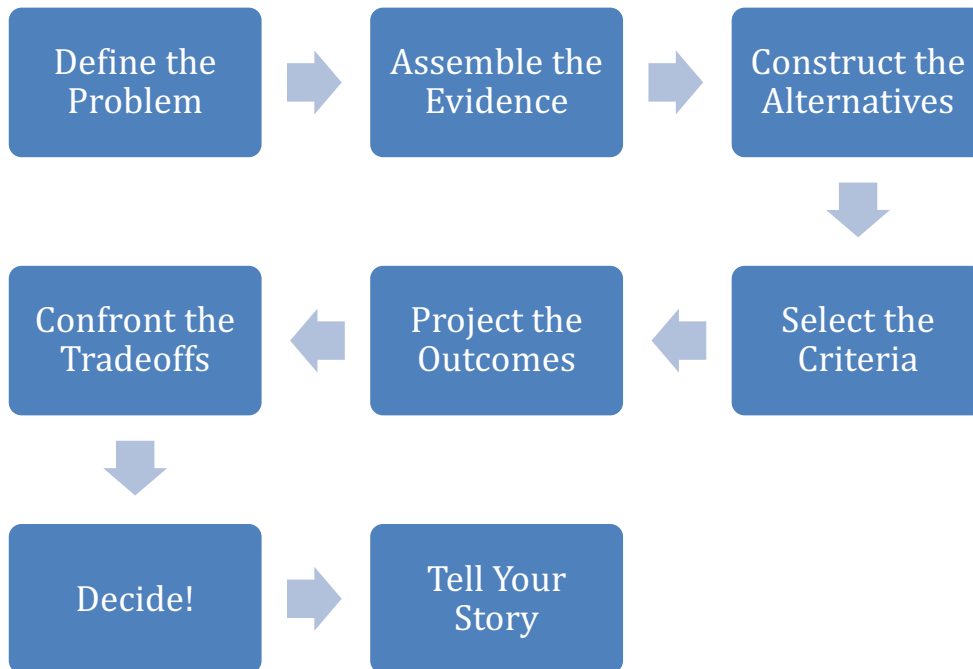 Define the
Problem
Assemble the
Evidence
Construct the
Alternatives
Select the
Criteria
Project the
Outcomes
Confront the
Tradeoffs
Decide!
Tell Your
Story